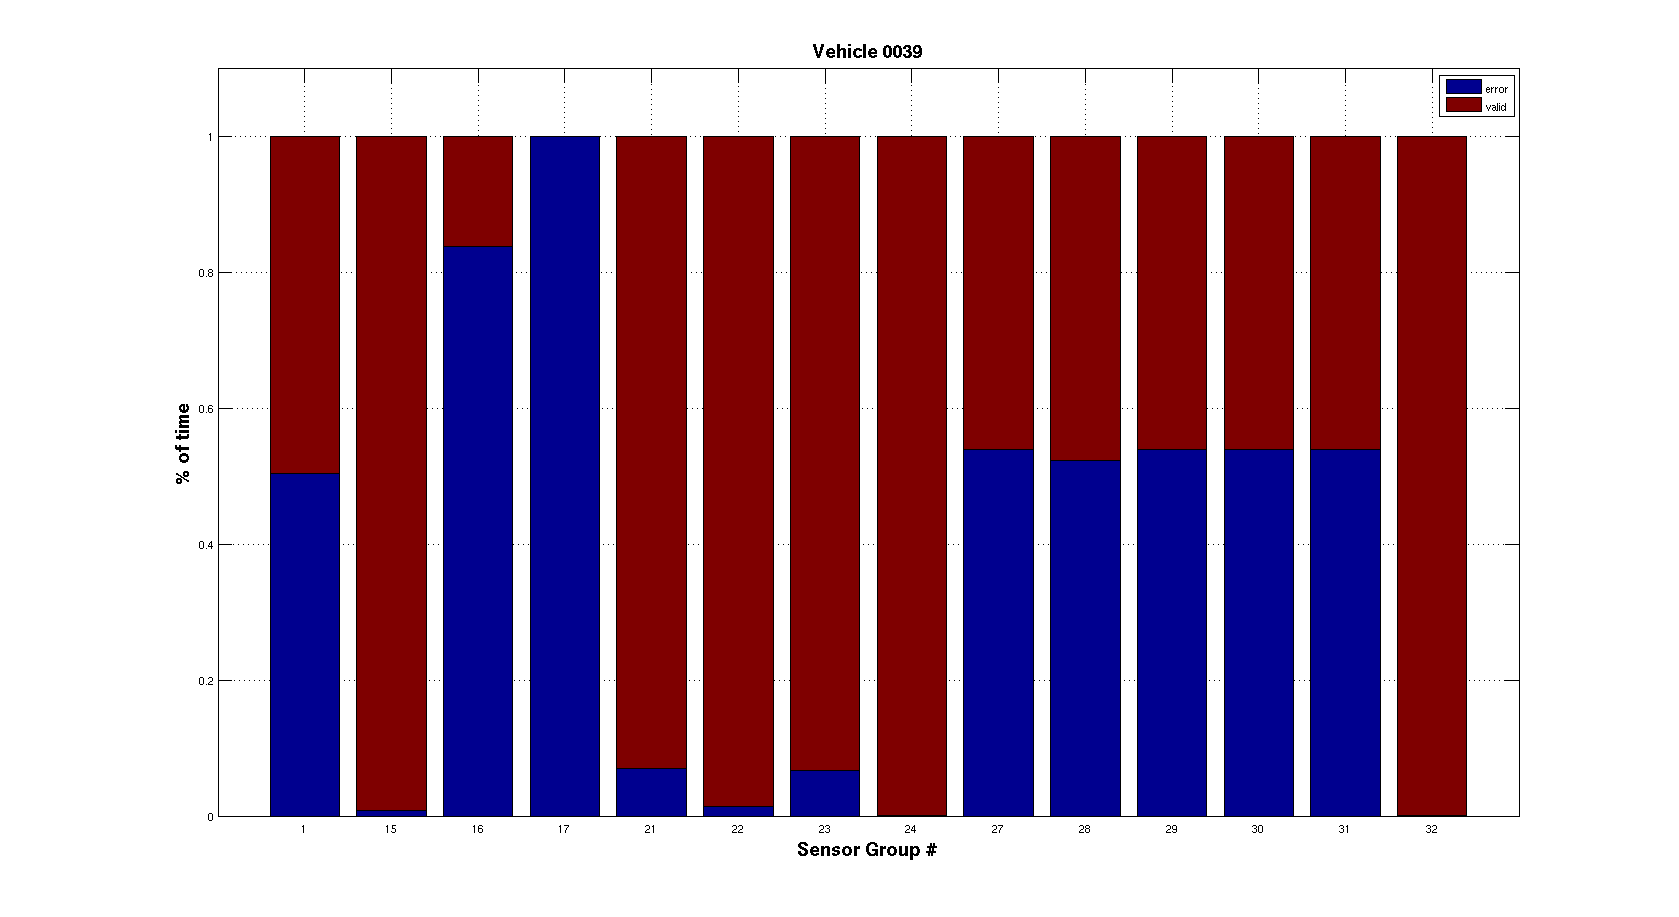 Vehicle 0039
error
valid
1
0.8
0.6
0.4
0.2
0
% of time
1 15 16 17 21 22 23 24 27 28 29 30 31 32
Sensor Group #